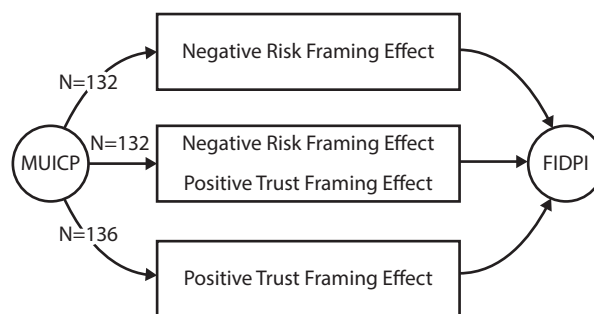 Negative Risk Framing Effect
N=132
MUICP
N=132
Negative Risk Framing Effect
Positive Trust Framing Effect
FIDPI
N=136
Positive Trust Framing Effect